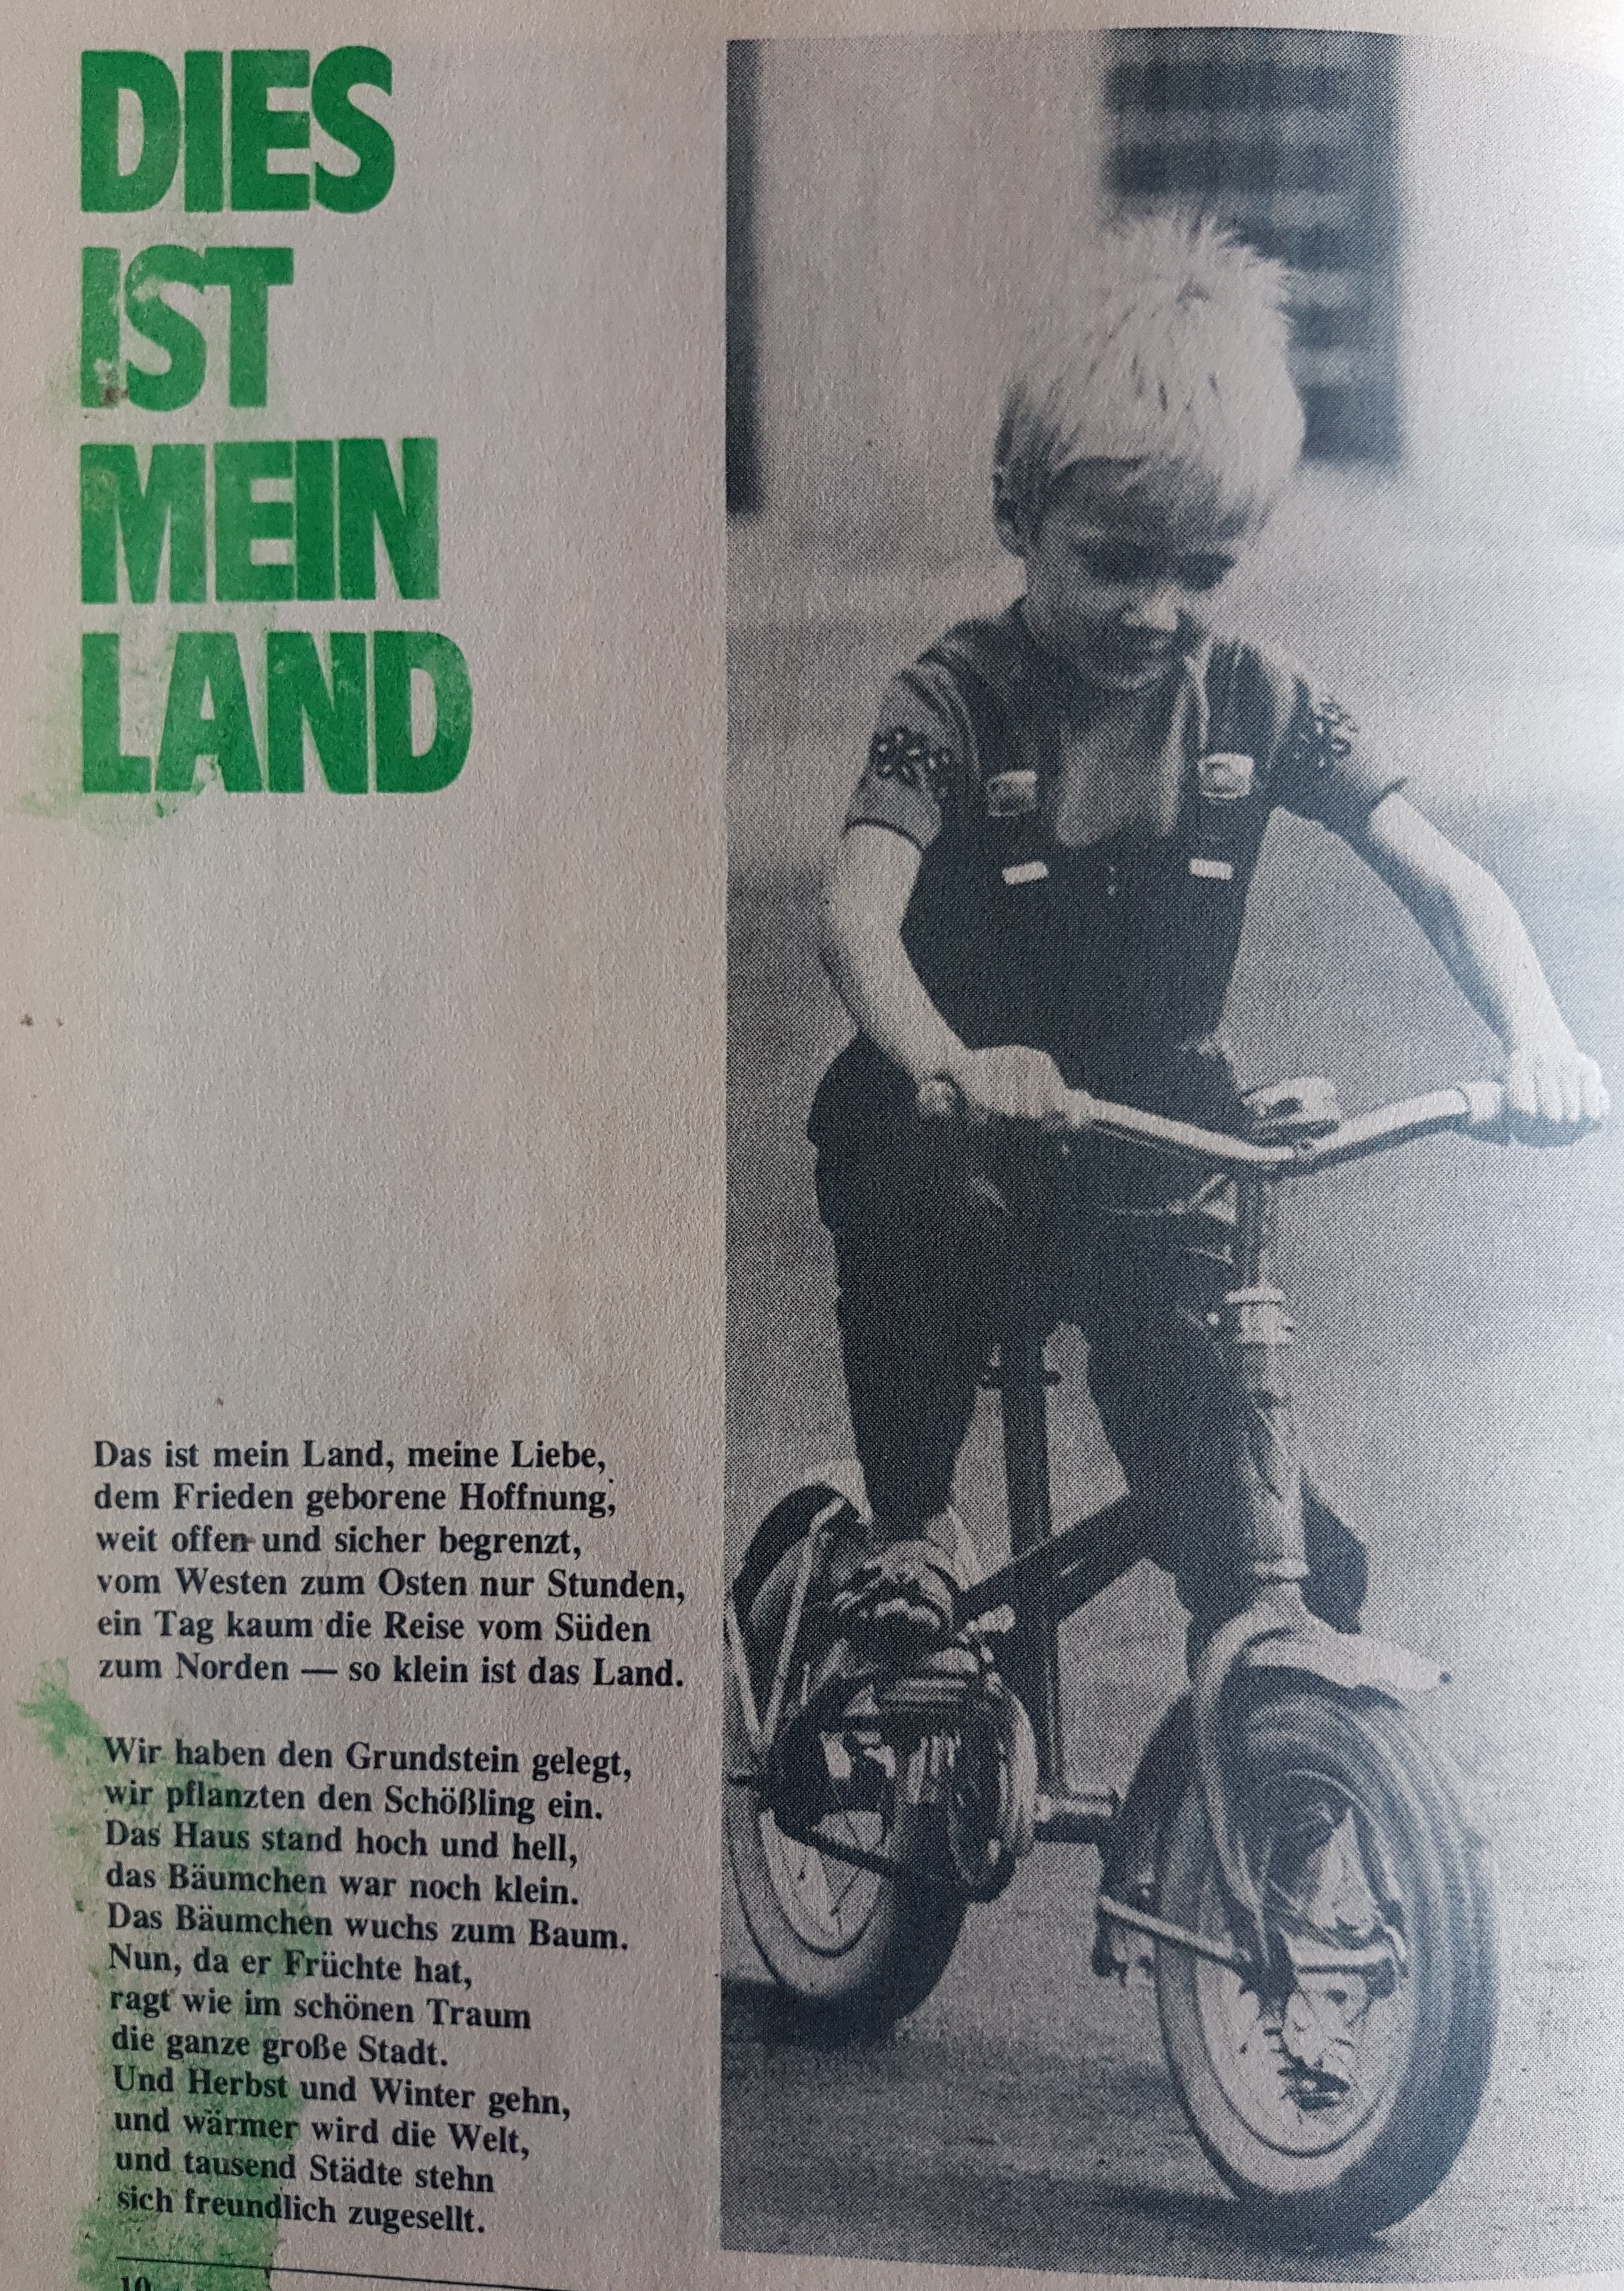 DIES
IST
MEIN
LAND
Das ist mein Land, meine Liebe,
dem Frieden geborene Hoffnung,
weit offen und sicher begrenzt,
vom Westen zum Osten nur Stunden,
ein Tag kaum die Reise vom Süden
zum Norden — so klein ist das Land.
Wir haben den Grundstein gelegt,
wir pflanzten den Schößling ein.
Das Haus stand hoch und hell,
das Bäumchen war noch klein.
Das Bäumchen wuchs zum Baum.
Nun, da er Früchte hat,
ragt wie im schönen Traum
die ganze große Stadt.
Und Herbst und Winter gehn,
und wärmer wird die Welt,
und tausend Städte stehn
sich freundlich zugesellt.
10